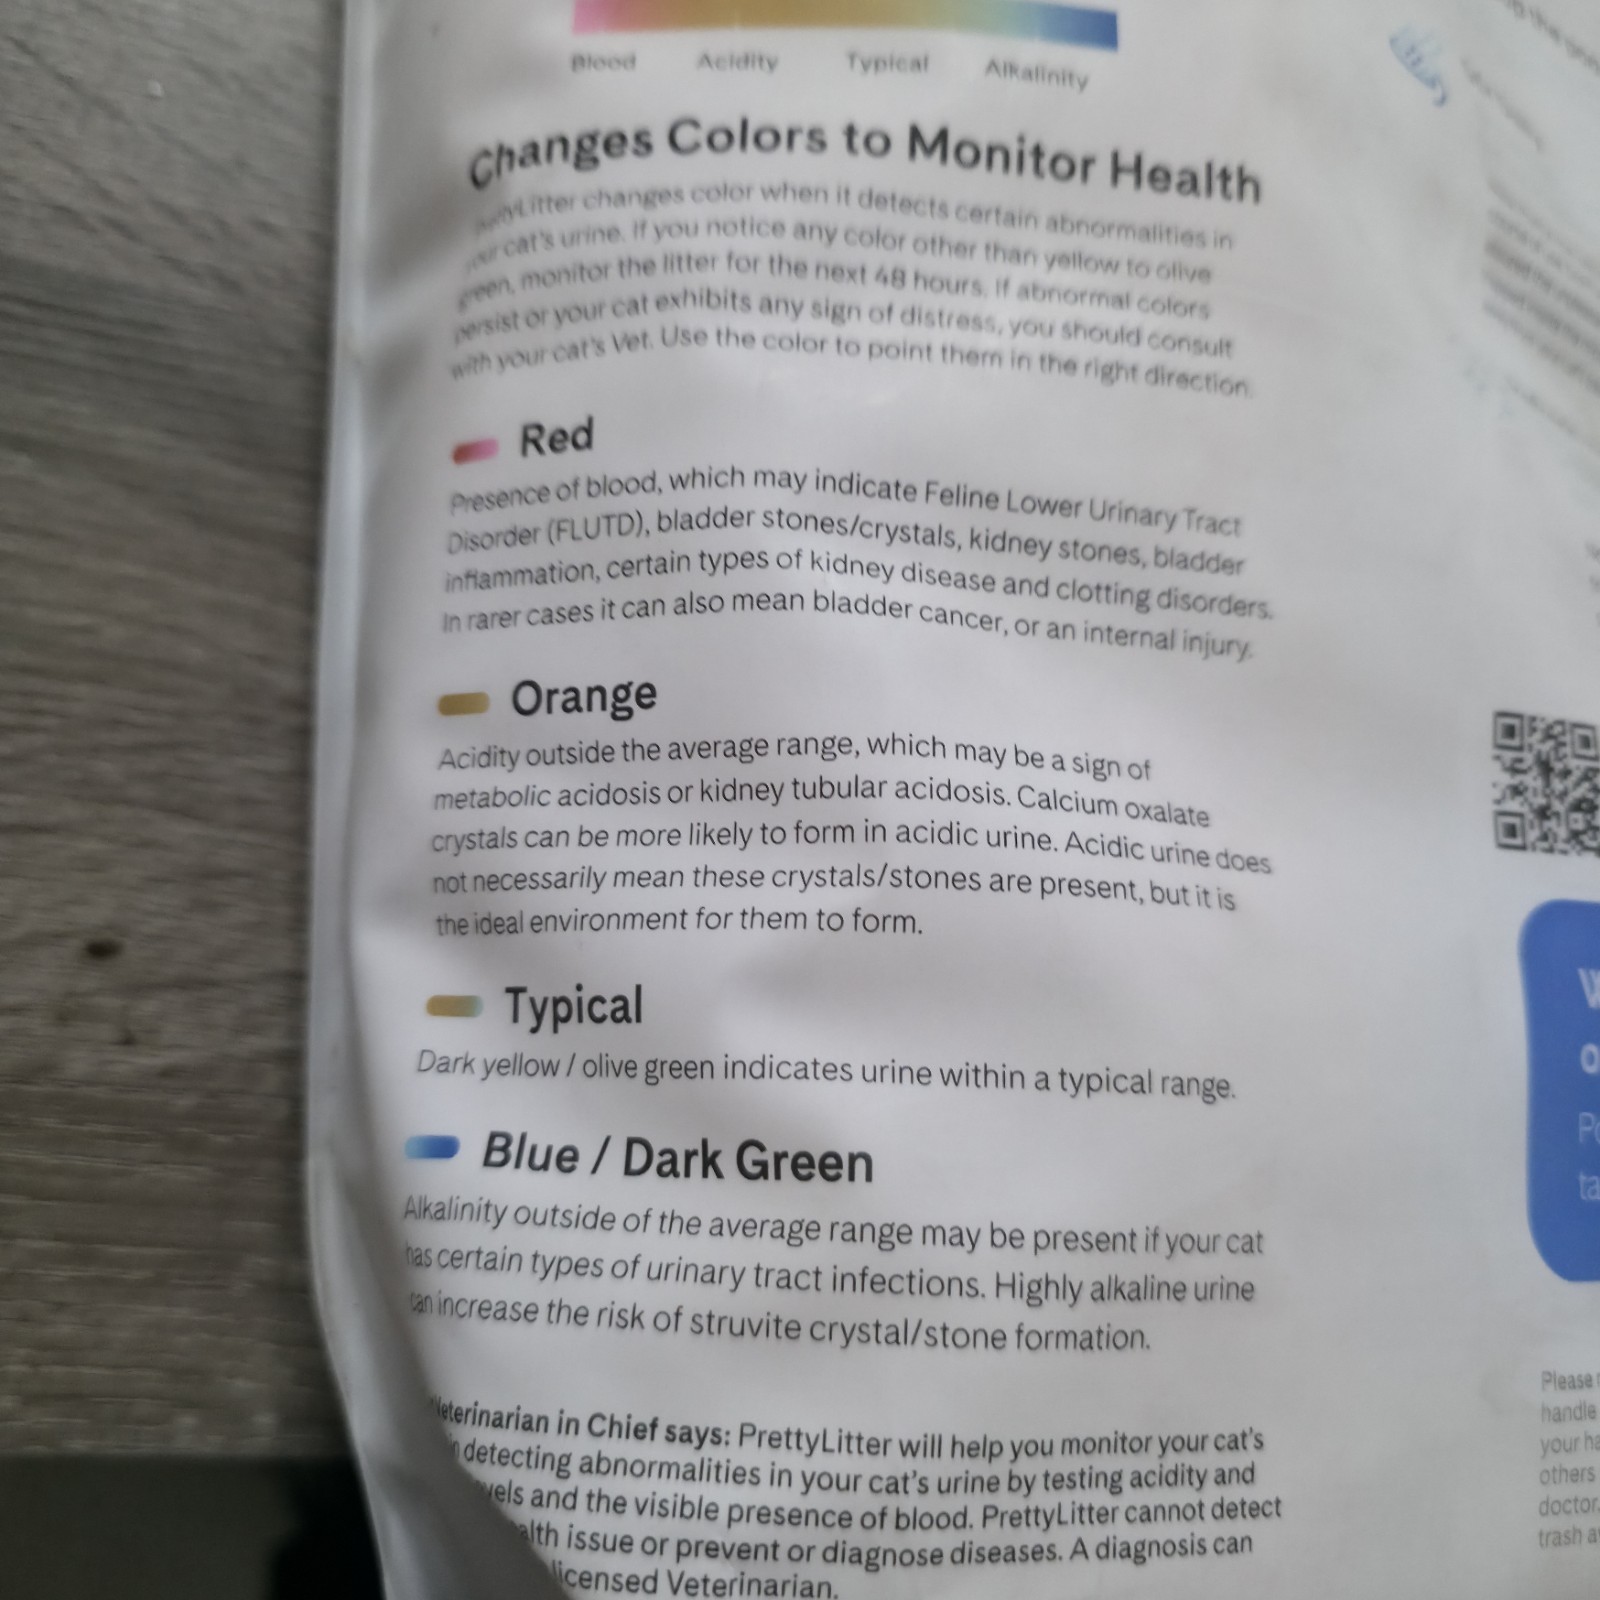 Blood Acidity Typical Alkalinity
Changes Colors to Monitor Health
PrettyLitter changes color when it detects certain abnormalities in
your cat's urine. If you notice any color other than yellow to olive
green, monitor the litter for the next 48 hours. If abnormal colors
persist or your cat exhibits any sign of distress, you should consult
with your cat's Vet. Use the color to point them in the right direction.
Red
Presence of blood, which may indicate Feline Lower Urinary Tract
Disorder (FLUTD), bladder stones/crystals, kidney stones, bladder
inflammation, certain types of kidney disease and clotting disorders.
In rarer cases it can also mean bladder cancer, or an internal injury.
Orange
Acidity outside the average range, which may be a sign of
metabolic acidosis or kidney tubular acidosis. Calcium oxalate
crystals can be more likely to form in acidic urine. Acidic urine does
not necessarily mean these crystals/stones are present, but it is
the ideal environment for them to form.
Typical
Dark yellow / olive green indicates urine within a typical range.
Blue / Dark Green
Alkalinity outside of the average range may be present if your cat
has certain types of urinary tract infections. Highly alkaline urine
can increase the risk of struvite crystal/stone formation.
Veterinarian in Chief says: PrettyLitter will help you monitor your cat's
detecting abnormalities in your cat's urine by testing acidity and
and the visible presence of blood. PrettyLitter cannot detect
issue or prevent or diagnose diseases. A diagnosis can
licensed Veterinarian.
Please
handle
your
others
doctor.
trash